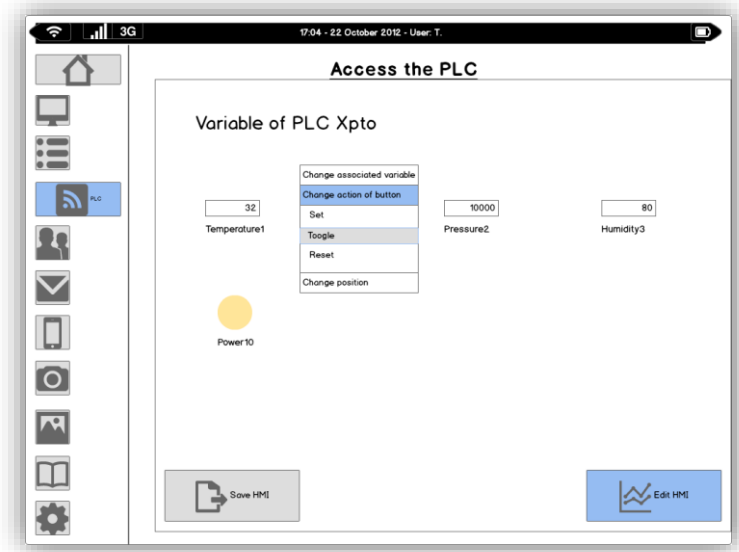 3G
17:04 - 22 October 2012 - User: T.
Access the PLC
PLC
Variable of PLC Xpto
Change associated variable
Change action of button
Set
Toogle
Reset
Change position
32
Temperature1
10000
Pressure2
80
Humidity3
Power10
Save HMI
Edit HMI